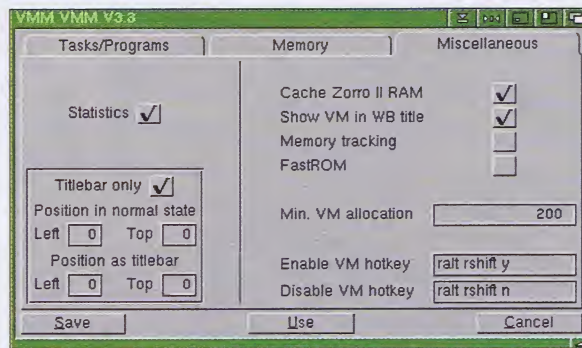 VMM VMM V3.3
Tasks/Programs
Memory
Miscellaneous
Statistics
Titlebar only
Position in normal state
Left 0 Top 0
Position as titlebar
Left 0 Top 0
Cache Zorro II RAM
Show VM in WB title
Memory tracking
FastROM
Min. VM allocation 200
Enable VM hotkey ralt rshift y
Disable VM hotkey ralt rshift n
Save
Use
Cancel